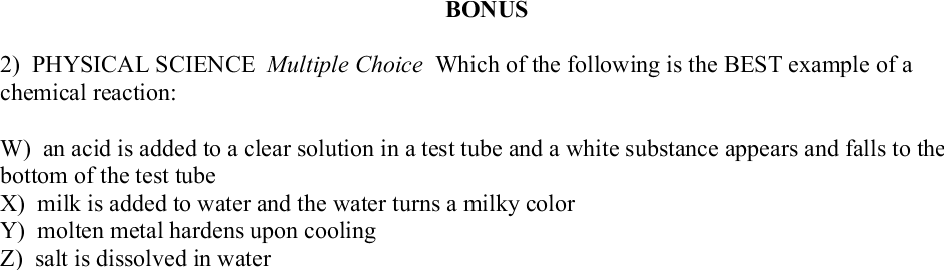 BONUS
2) PHYSICAL SCIENCE Multiple Choice Which of the following is the BEST example of a
chemical reaction:
W) an acid is added to a clear solution in a test tube and a white substance appears and falls to the
bottom of the test tube
X) milk is added to water and the water turns a milky color
Y) molten metal hardens upon cooling
Z) salt is dissolved in water